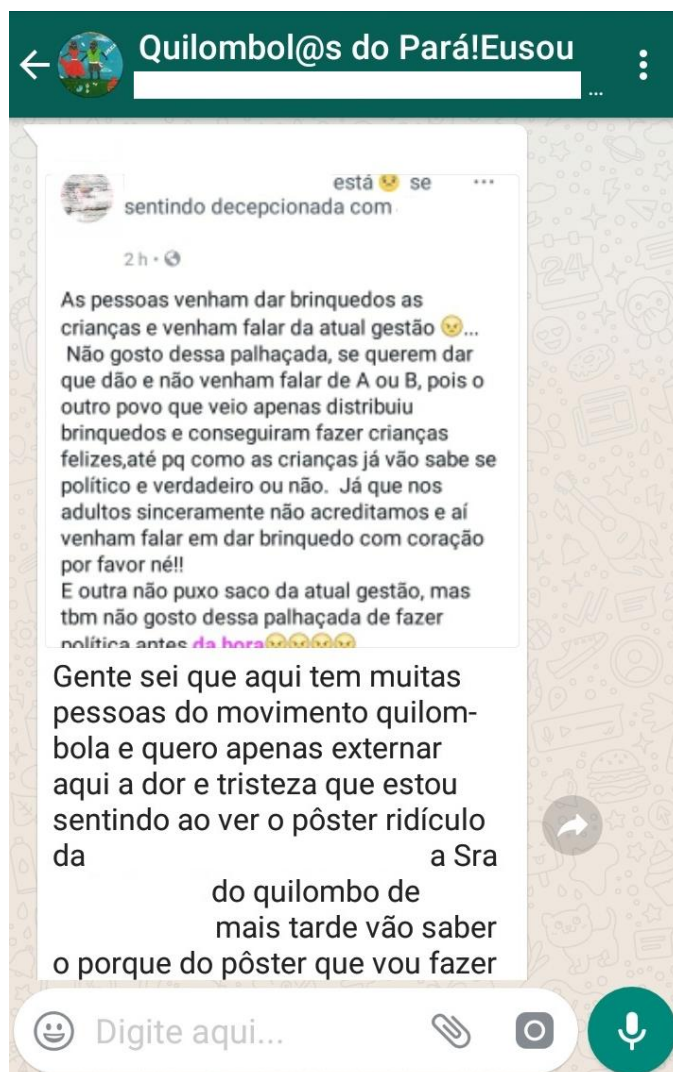 Quilombol@s do Pará!Eusou
...
está 😠 se
sentindo decepcionada com
2 h
As pessoas venham dar brinquedos as
crianças e venham falar da atual gestão 😠...
Não gosto dessa palhaçada, se querem dar
que dão e não venham falar de A ou B, pois o
outro povo que veio apenas distribuiu
brinquedos e conseguiram fazer crianças
felizes,até pq como as crianças já vão sabe se
político e verdadeiro ou não. Já que nos
adultos sinceramente não acreditamos e aí
venham falar em dar brinquedo com coração
por favor né!!
E outra não puxo saco da atual gestão, mas
tbm não gosto dessa palhaçada de fazer
política antes da hora😠😠😠😠
Gente sei que aqui tem muitas
pessoas do movimento quilom-
bola e quero apenas externar
aqui a dor e tristeza que estou
sentindo ao ver o pôster ridículo
da a Sra
do quilombo de
mais tarde vão saber
o porque do pôster que vou fazer
Digite aqui...